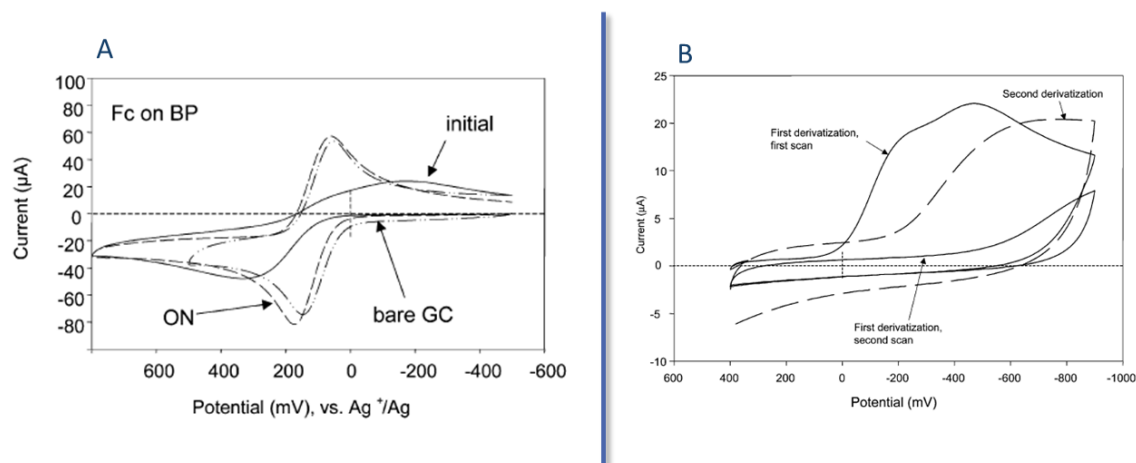 A
100
80
60
40
20
0
-20
-40
-60
-80
Current (µA)
Fc on BP
initial
ON
bare GC
600 400 200 0 -200 -400 -600
Potential (mV), vs. Ag +/Ag
B
25
20
10
5
0
-5
-10
Current (µA)
Second derivatization
First derivatization,
first scan
First derivatization,
second scan
600 400 200 0 -200 -400 -600 -800 -1000
Potential (mV)